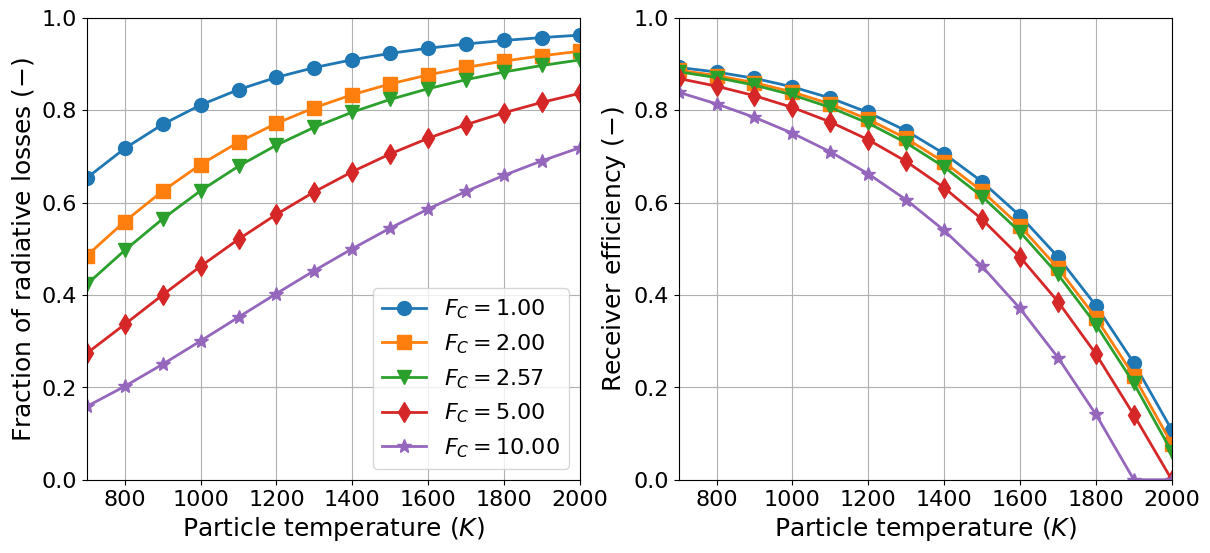 Fraction of radiative losses (−)
1.0
0.8
0.6
0.4
0.2
0.0
800 1000 1200 1400 1600 1800 2000
Particle temperature (K)
F_C = 1.00
F_C = 2.00
F_C = 2.57
F_C = 5.00
F_C = 10.00
Receiver efficiency (−)
1.0
0.8
0.6
0.4
0.2
0.0
800 1000 1200 1400 1600 1800 2000
Particle temperature (K)